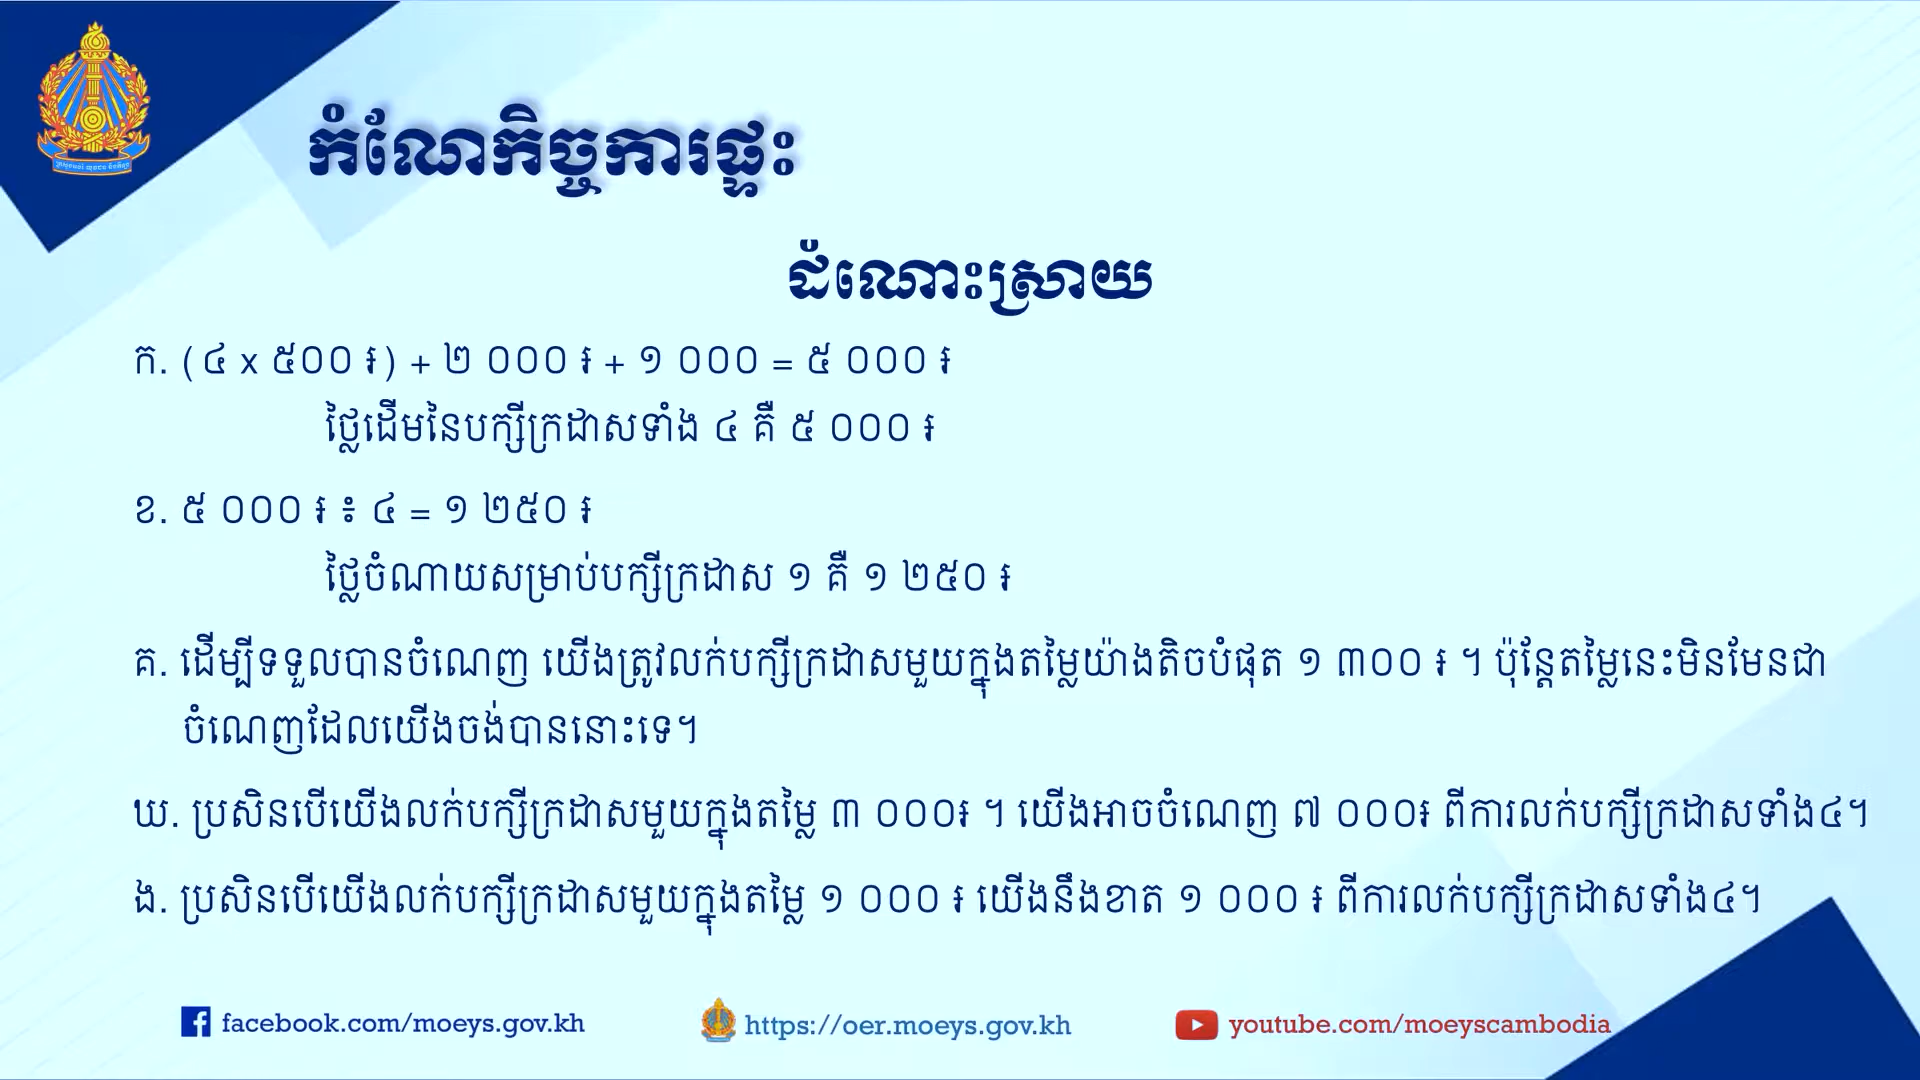 កំណែកិច្ចការផ្ទះ
ដំណោះស្រាយ
ក. (៤ x ៥០០ ៛) + ២ ០០០ ៛ + ១ ០០០ = ៥ ០០០ ៛
ថ្លៃដើមនៃបក្សីក្រដាសទាំង ៤ គឺ ៥ ០០០ ៛
ខ. ៥ ០០០ ៛ ៖ ៤ = ១ ២៥០ ៛
ថ្លៃចំណាយសម្រាប់បក្សីក្រដាស ១ គឺ ១ ២៥០ ៛
គ. ដើម្បីទទួលបានចំណេញ យើងត្រូវលក់បក្សីក្រដាសមួយក្នុងតម្លៃយ៉ាងតិចបំផុត ១ ៣០០ ៛ ។ ប៉ុន្តែតម្លៃនេះមិនមែនជា
ចំណេញដែលយើងចង់បាននោះទេ។
ឃ. ប្រសិនបើយើងលក់បក្សីក្រដាសមួយក្នុងតម្លៃ ៣ ០០០៛ ។ យើងអាចចំណេញ ៧ ០០០៛ ពីការលក់បក្សីក្រដាសទាំង៤។
ង. ប្រសិនបើយើងលក់បក្សីក្រដាសមួយក្នុងតម្លៃ ១ ០០០ ៛ យើងនឹងខាត ១ ០០០ ៛ ពីការលក់បក្សីក្រដាសទាំង៤។
facebook.com/moeys.gov.kh
https://oer.moeys.gov.kh
youtube.com/moeyscambodia